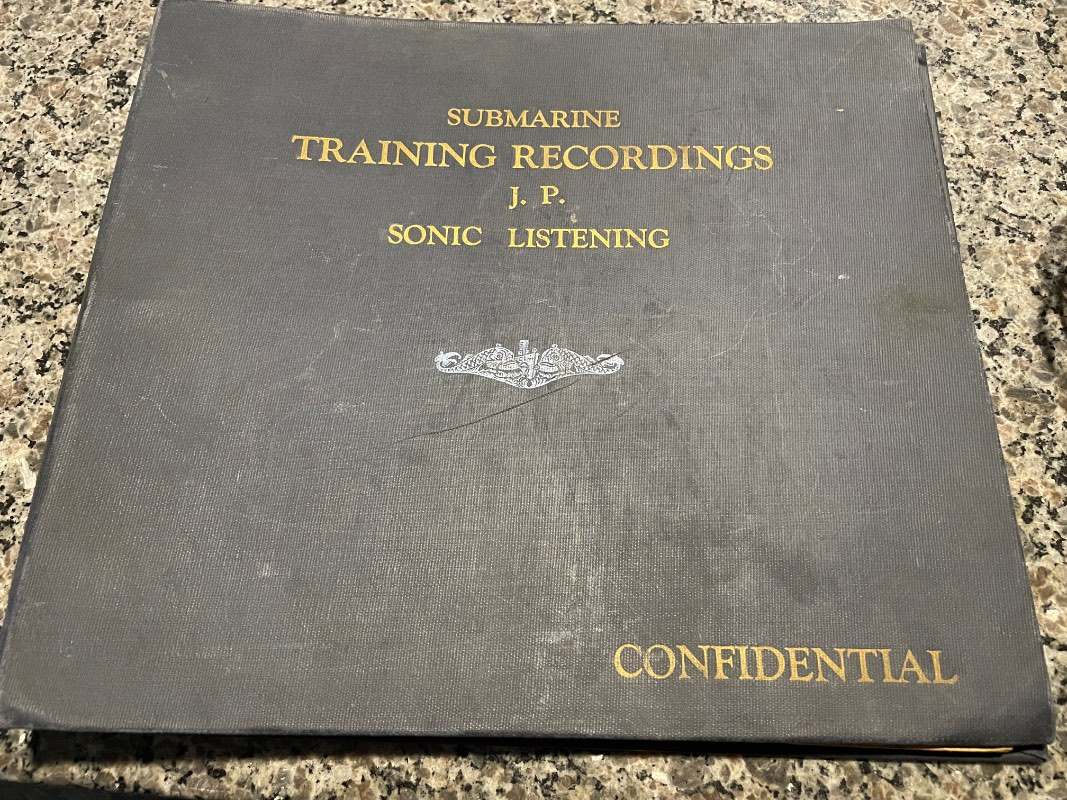 SUBMARINE
TRAINING RECORDINGS
J. P.
SONIC LISTENING
CONFIDENTIAL